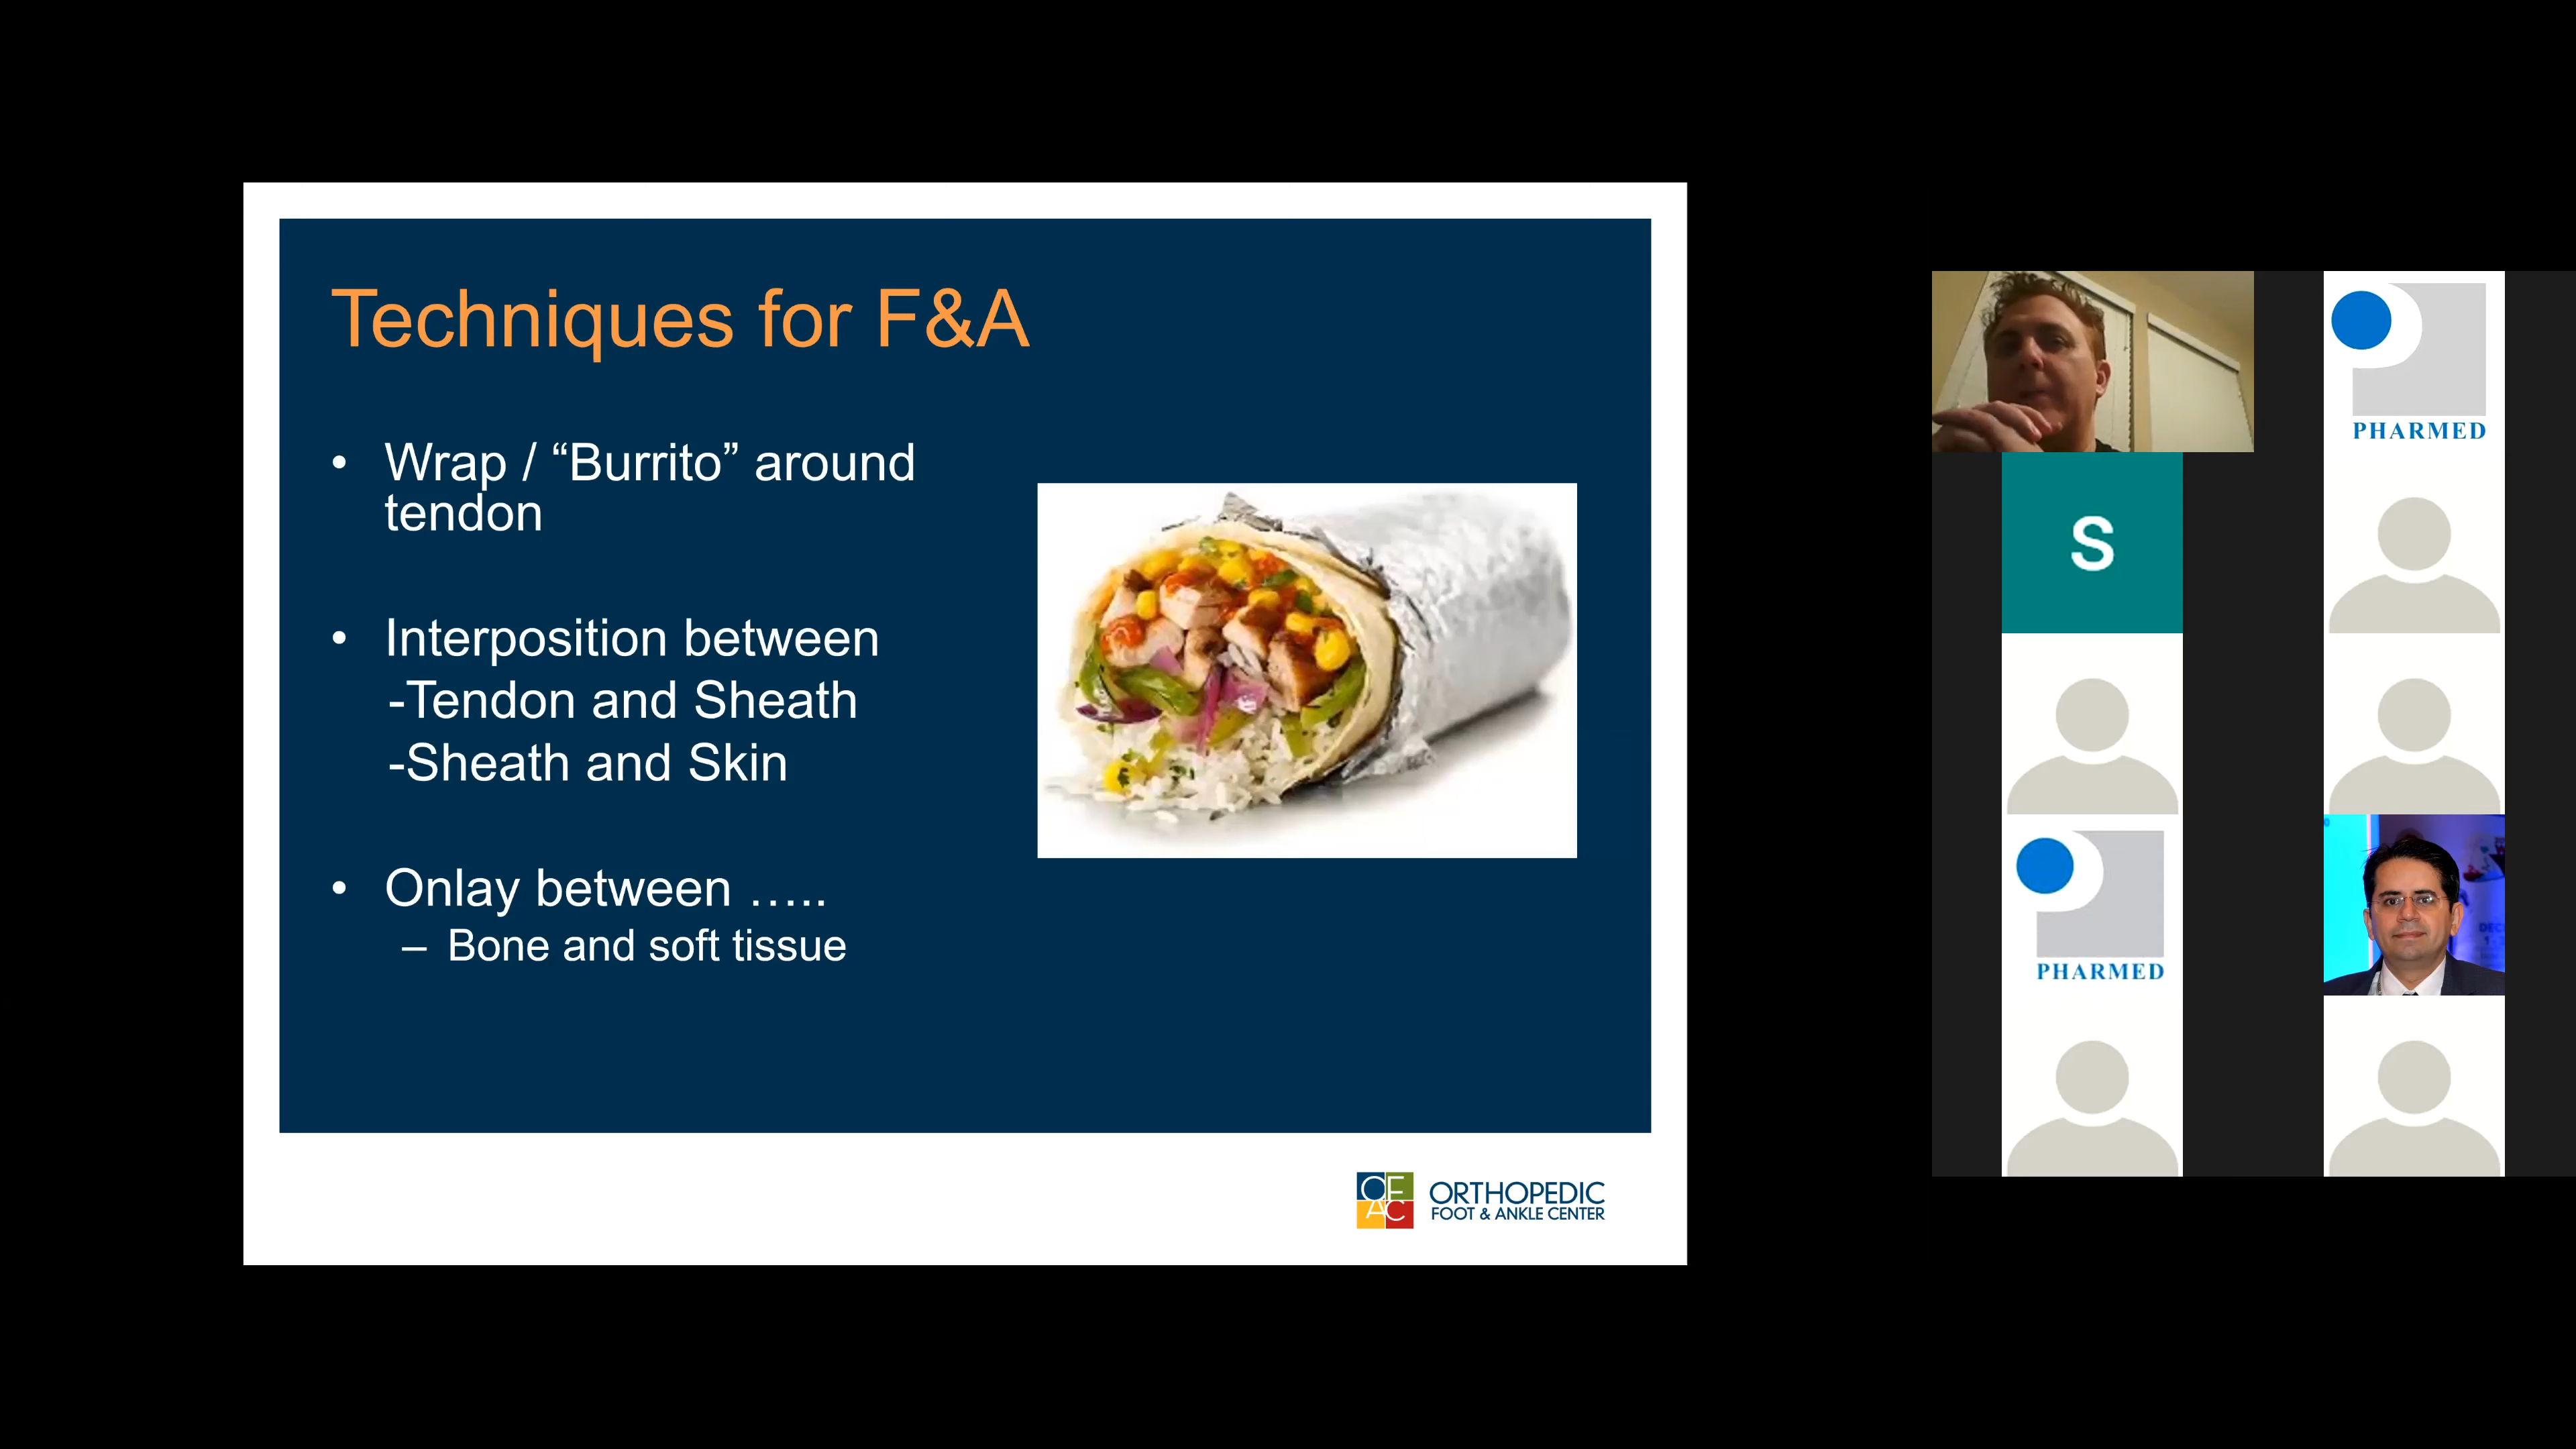 Techniques for F&A
• Wrap / “Burrito” around
tendon
• Interposition between
-Tendon and Sheath
-Sheath and Skin
• Onlay between …..
– Bone and soft tissue
OFAC
ORTHOPEDIC
FOOT & ANKLE CENTER
PHARMED
S
PHARMED